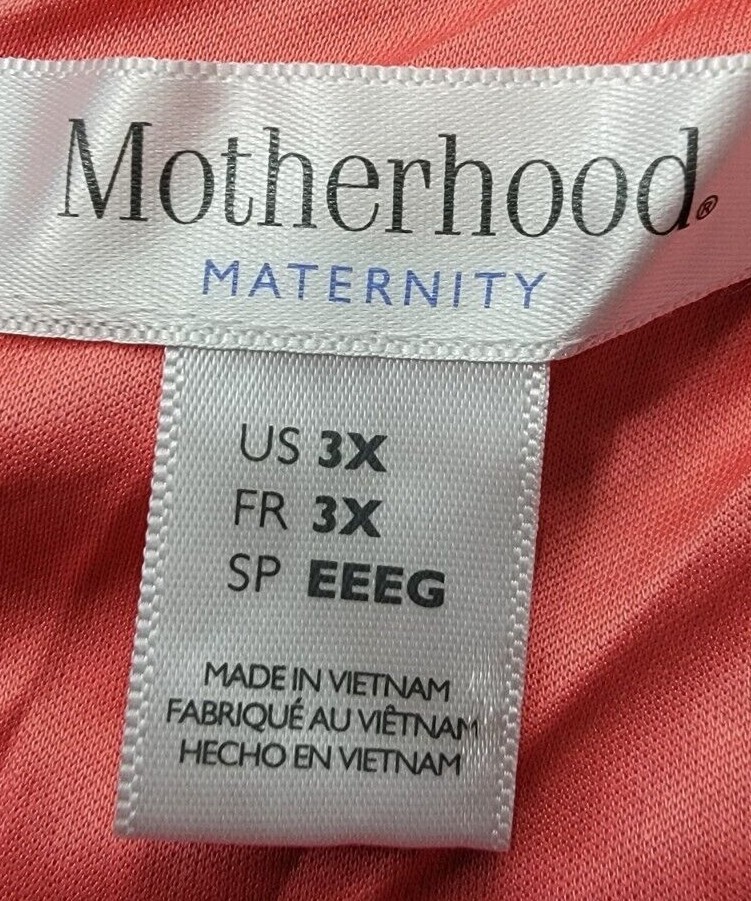 Motherhood®
MATERNITY
US 3X
FR 3X
SP EEEG
MADE IN VIETNAM
FABRIQUÉ AU VIÊTNAM
HECHO EN VIETNAM